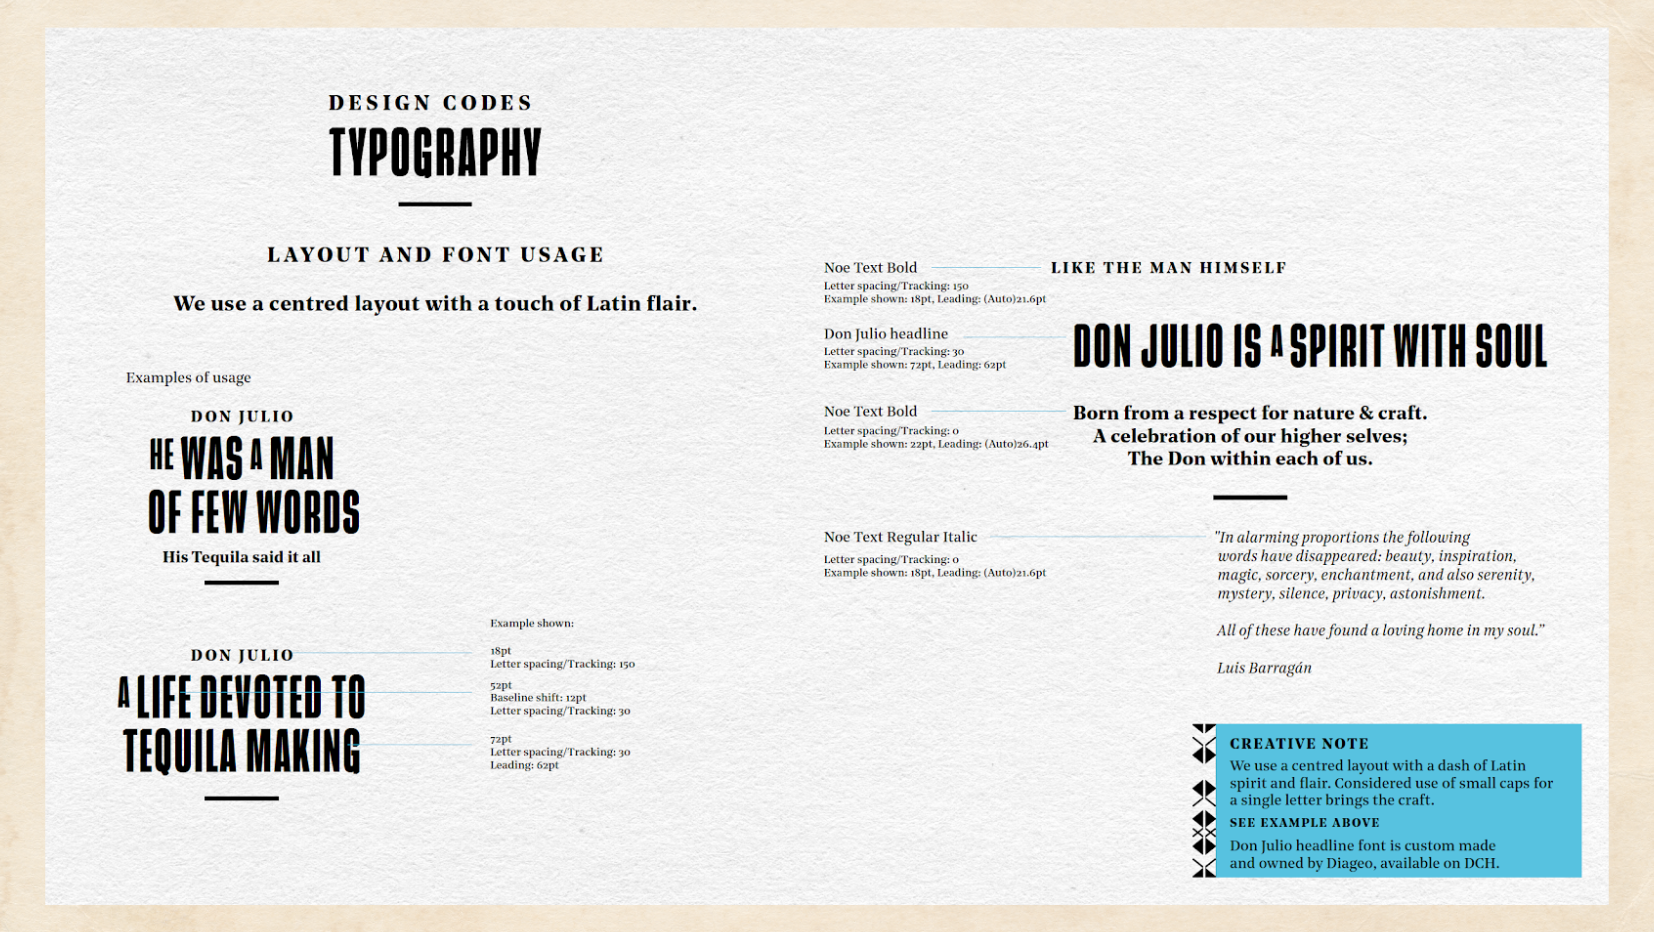 DESIGN CODES
TYPOGRAPHY
LAYOUT AND FONT USAGE
We use a centred layout with a touch of Latin flair.
Examples of usage
DON JULIO
HE WAS A MAN
OF FEW WORDS
His Tequila said it all
DON JULIO
A LIFE DEVOTED TO
TEQUILA MAKING
Example shown:
18pt
Letter spacing/Tracking: 150
52pt
Baseline shift: 12pt
Letter spacing/Tracking: 30
72pt
Letter spacing/Tracking: 30
Leading: 62pt
Noe Text Bold
Letter spacing/Tracking: 150
Example shown: 18pt, Leading: (Auto)21.6pt
LIKE THE MAN HIMSELF
Don Julio headline
Letter spacing/Tracking: 30
Example shown: 72pt, Leading: 62pt
DON JULIO IS A SPIRIT WITH SOUL
Noe Text Bold
Letter spacing/Tracking: 0
Example shown: 22pt, Leading: (Auto)26.4pt
Born from a respect for nature & craft.
A celebration of our higher selves;
The Don within each of us.
Noe Text Regular Italic
Letter spacing/Tracking: 0
Example shown: 18pt, Leading: (Auto)21.6pt
"In alarming proportions the following
words have disappeared: beauty, inspiration,
magic, sorcery, enchantment, and also serenity,
mystery, silence, privacy, astonishment.
All of these have found a loving home in my soul.”
Luis Barragán
CREATIVE NOTE
We use a centred layout with a dash of Latin
spirit and flair. Considered use of small caps for
a single letter brings the craft.
SEE EXAMPLE ABOVE
Don Julio headline font is custom made
and owned by Diageo, available on DCH.